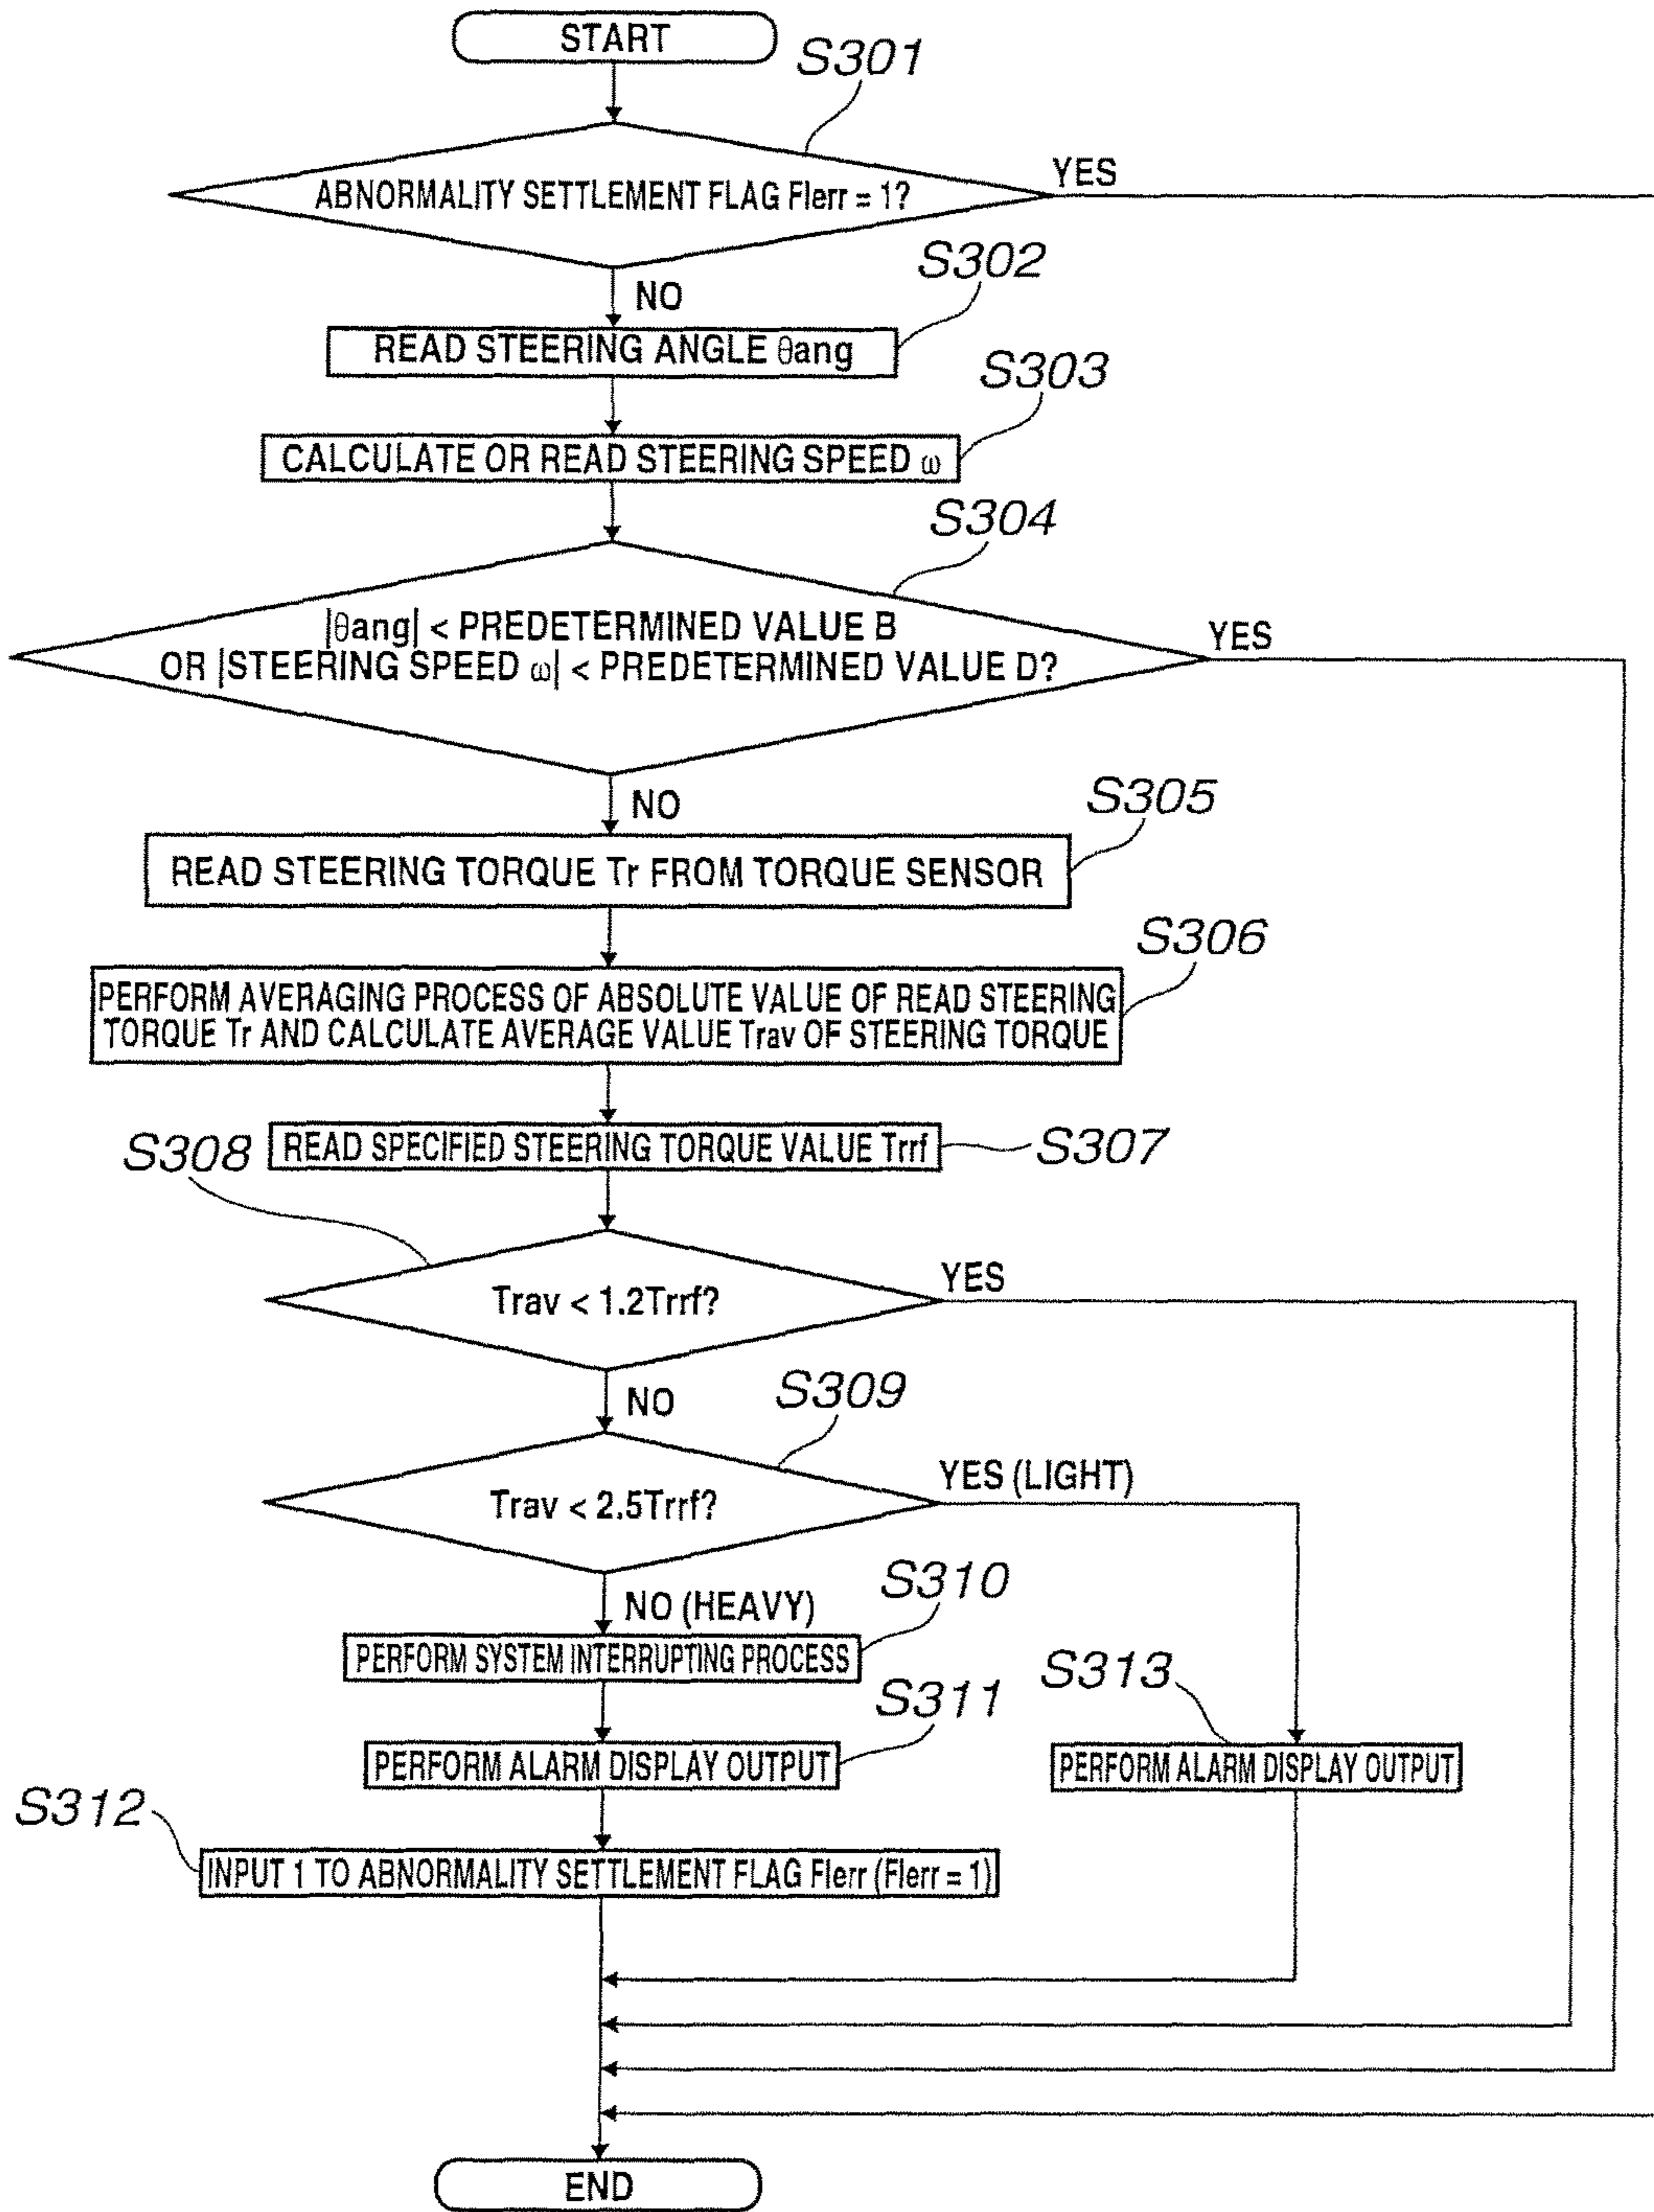 START
S301
ABNORMALITY SETTLEMENT FLAG Flerr = 1?
YES
NO
S302
READ STEERING ANGLE θang
S303
CALCULATE OR READ STEERING SPEED ω
S304
|θang| < PREDETERMINED VALUE B
OR |STEERING SPEED ω| < PREDETERMINED VALUE D?
YES
NO
S305
READ STEERING TORQUE Tr FROM TORQUE SENSOR
S306
PERFORM AVERAGING PROCESS OF ABSOLUTE VALUE OF READ STEERING
TORQUE Tr AND CALCULATE AVERAGE VALUE Trav OF STEERING TORQUE
S307
READ SPECIFIED STEERING TORQUE VALUE Trrf
S308
Trav < 1.2Trrf?
YES
NO
S309
Trav < 2.5Trrf?
YES (LIGHT)
NO (HEAVY)
S310
PERFORM SYSTEM INTERRUPTING PROCESS
S311
PERFORM ALARM DISPLAY OUTPUT
S313
PERFORM ALARM DISPLAY OUTPUT
S312
INPUT 1 TO ABNORMALITY SETTLEMENT FLAG Flerr (Flerr = 1)
END